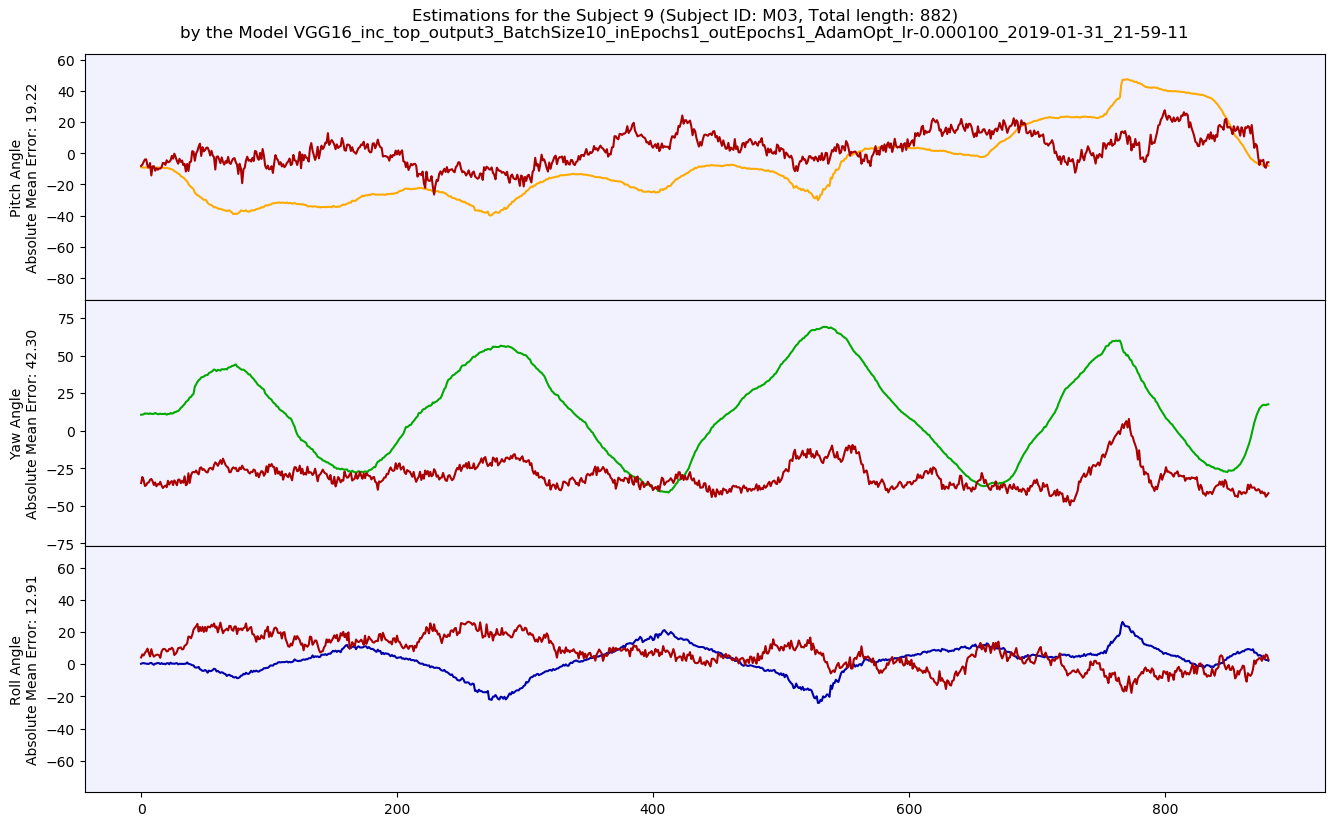 Estimations for the Subject 9 (Subject ID: M03, Total length: 882)
by the Model VGG16_inc_top_output3_BatchSize10_inEpochs1_outEpochs1_AdamOpt_lr-0.000100_2019-01-31_21-59-11
Pitch Angle
Absolute Mean Error: 19.22
60
40
20
0
−20
−40
−60
−80
Yaw Angle
Absolute Mean Error: 42.30
75
50
25
0
−25
−50
−75
Roll Angle
Absolute Mean Error: 12.91
60
40
20
0
−20
−40
−60
0 200 400 600 800